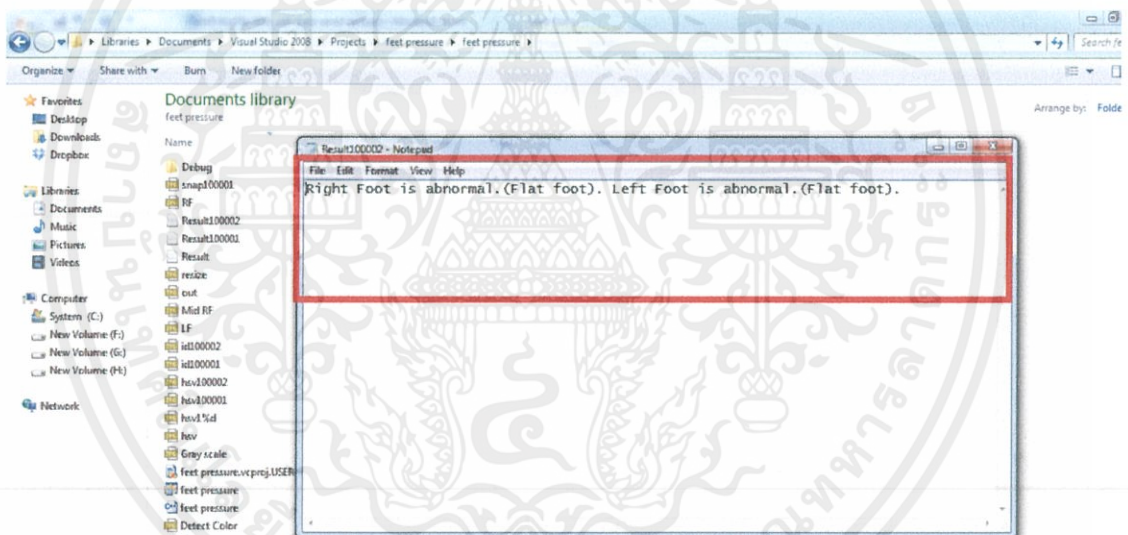 Libraries ▸ Documents ▸ Visual Studio 2008 ▸ Projects ▸ feet pressure ▸ feet pressure ▸
Search fe
Organize Share with Burn New folder
Favorites
Desktop
Downloads
Dropbox
Libraries
Documents
Music
Pictures
Videos
Computer
System (C:)
New Volume (F:)
New Volume (G:)
New Volume (H:)
Network
Documents library
feet pressure
Arrange by: Folde
Name
Debug
snap100001
RF
Result100002
Result100001
Result
resize
out
Mid RF
LF
hsv100002
hsv100001
hsv1%d
hsv
Gray scale
feet pressure.vcproj.USER
feet pressure
feet pressure
Detect Color
Result100002 - Notepad
File Edit Format View Help
Right Foot is abnormal.(Flat foot). Left Foot is abnormal.(Flat foot).